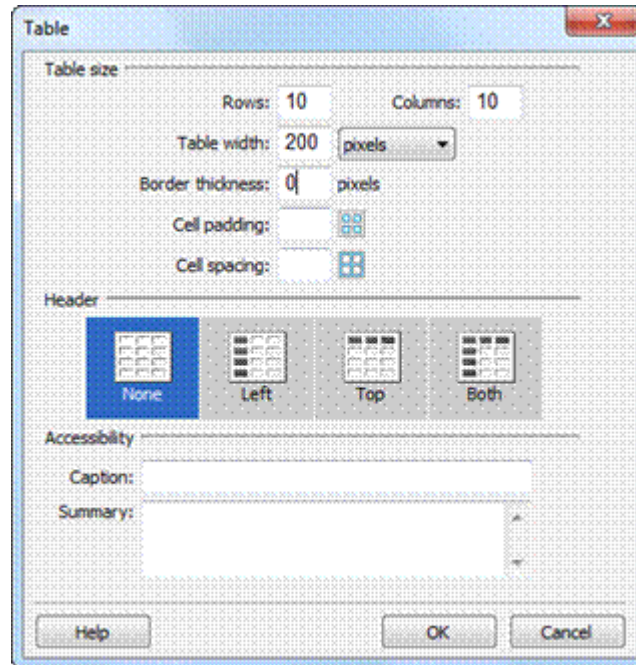 Table
Table size
Rows: 10 Columns: 10
Table width: 200 pixels
Border thickness: 0 pixels
Cell padding:
Cell spacing:
Header
None Left Top Both
Accessibility
Caption:
Summary:
Help OK Cancel